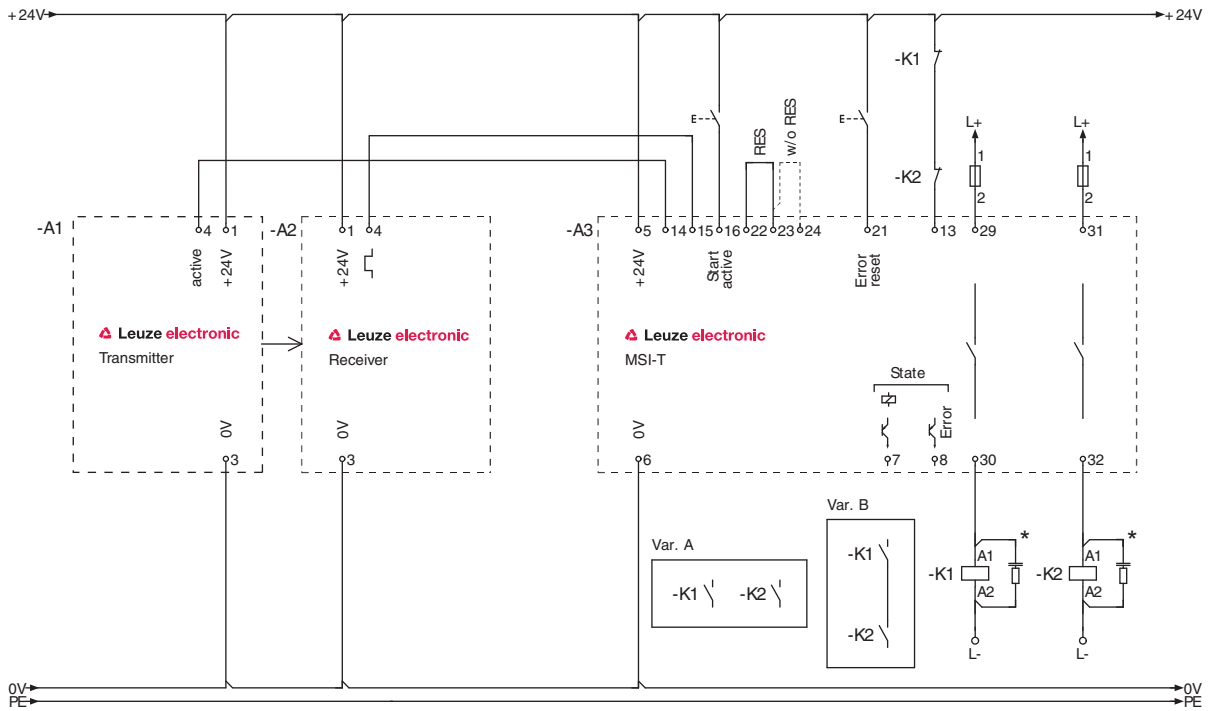 +24V
+24V
-K1
RES
w/o RES
L+
L+
E
E
1
1
-K2
2
2
-A1
4
1
-A2
1
4
-A3
5
14
15
16
22
23
24
21
13
29
31
active
+24V
+24V
+24V
Start
active
Error
reset
Leuze electronic
Transmitter
Leuze electronic
Receiver
Leuze electronic
MSI-T
State
Error
0V
0V
0V
3
3
6
7
8
30
32
Var. A
-K1
-K2
Var. B
-K1
-K2
*
*
-K1
A1
A2
-K2
A1
A2
L-
L-
0V
0V
PE
PE